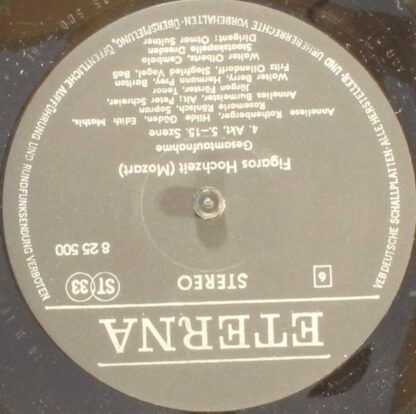 ETERNA
STEREO
6
ST 33
8 25 500
Figaros Hochzeit (Mozart)
Gesamtaufnahme
4. Akt, 5.–15. Szene
Anneliese Rothenberger, Hilde Güden, Edith Mathis,
Rosemarie Rönisch, Sopran
Annelies Burmeister, Alt; Peter Schreier,
Jürgen Förster, Tenor
Walter Berry, Hermann Prey, Bariton
Fritz Ollendorff, Siegfried Vogel, Baß
Walter Olbertz, Cembalo
Staatskapelle Dresden
Dirigent: Otmar Suitner
VEB DEUTSCHE SCHALLPLATTEN · ALLE HERSTELLER- UND URHEBERRECHTE VORBEHALTEN · ÜBERSPIELUNG, ÖFFENTLICHE AUFFÜHRUNG UND RUNDFUNKSENDUNG VERBOTEN